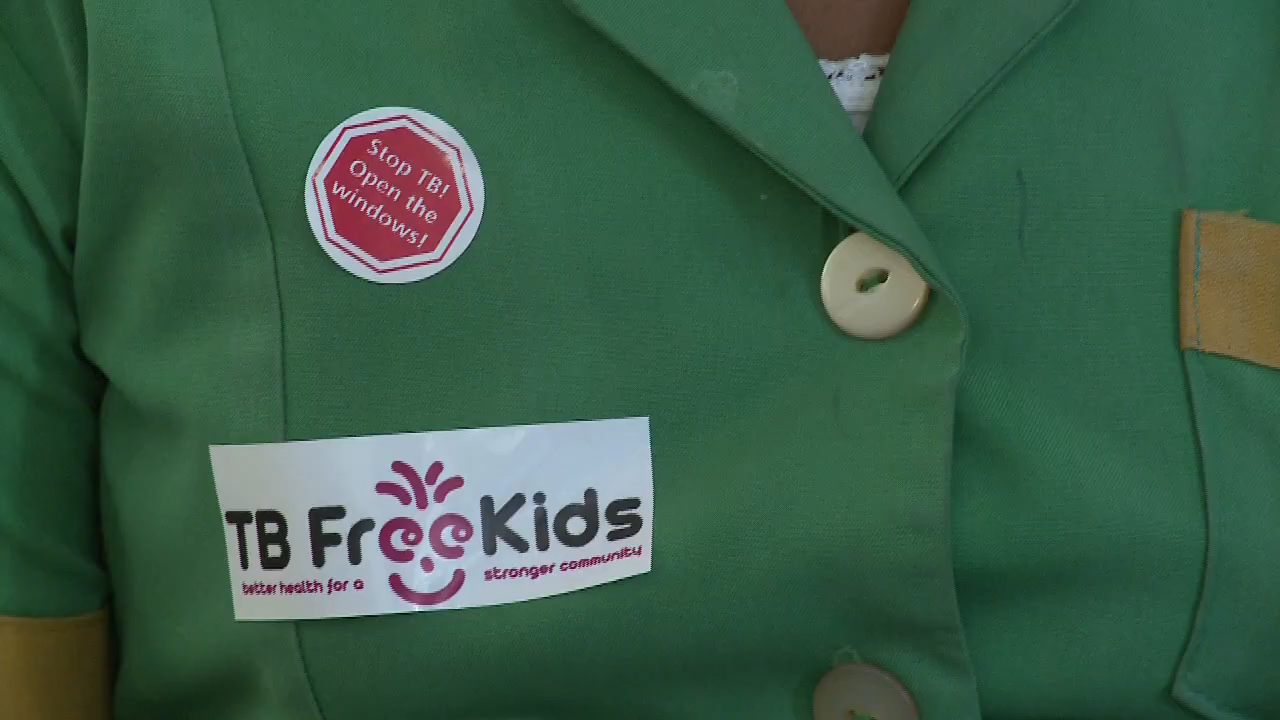 Stop TB!
Open the
windows!
TB FreeKids
better health for a
stronger community